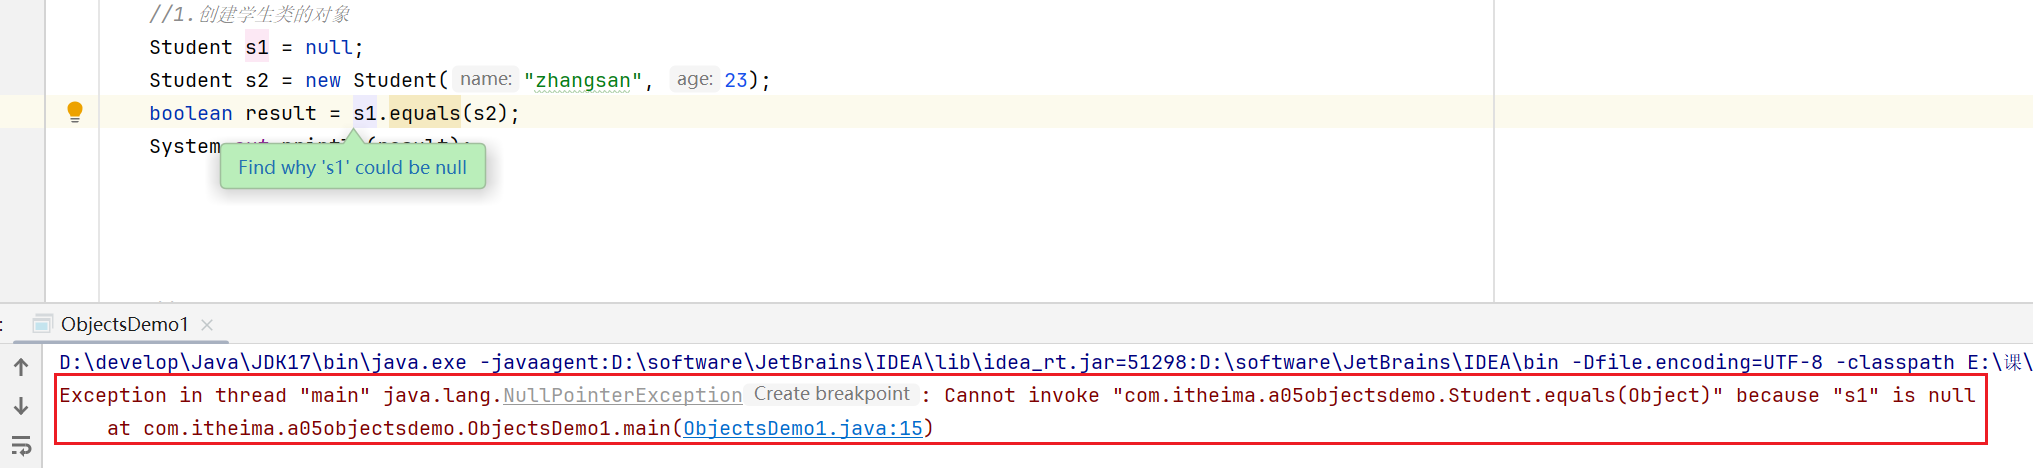 //1.创建学生类的对象
Student s1 = null;
Student s2 = new Student( name: "zhangsan", age: 23);
boolean result = s1.equals(s2);
System.out.println(result);
Find why 's1' could be null
: ObjectsDemo1 ×
D:\develop\Java\JDK17\bin\java.exe -javaagent:D:\software\JetBrains\IDEA\lib\idea_rt.jar=51298:D:\software\JetBrains\IDEA\bin -Dfile.encoding=UTF-8 -classpath E:\课\
Exception in thread "main" java.lang.NullPointerException Create breakpoint : Cannot invoke "com.itheima.a05objectsdemo.Student.equals(Object)" because "s1" is null
at com.itheima.a05objectsdemo.ObjectsDemo1.main(ObjectsDemo1.java:15)